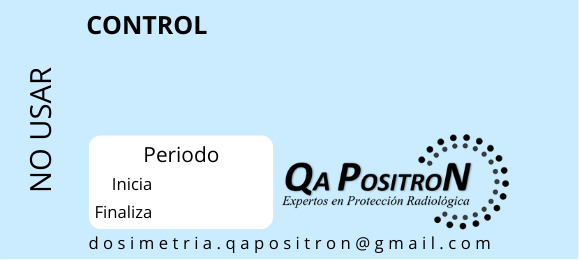 CONTROL
NO USAR
Periodo
Inicia
Finaliza
QA POSITRON
Expertos en Protección Radiológica
dosimetria.qapositron@gmail.com